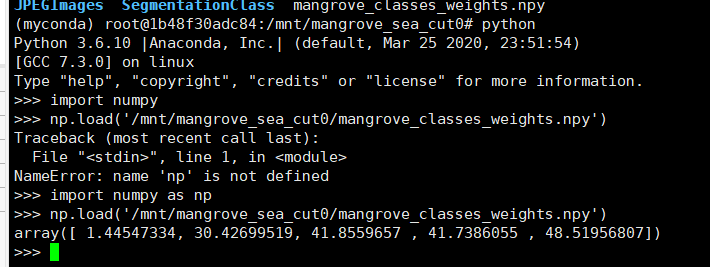 JPEGImages  SegmentationClass  mangrove_classes_weights.npy
(myconda) root@1b48f30adc84:/mnt/mangrove_sea_cut0# python
Python 3.6.10 |Anaconda, Inc.| (default, Mar 25 2020, 23:51:54)
[GCC 7.3.0] on linux
Type "help", "copyright", "credits" or "license" for more information.
>>> import numpy
>>> np.load('/mnt/mangrove_sea_cut0/mangrove_classes_weights.npy')
Traceback (most recent call last):
  File "<stdin>", line 1, in <module>
NameError: name 'np' is not defined
>>> import numpy as np
>>> np.load('/mnt/mangrove_sea_cut0/mangrove_classes_weights.npy')
array([ 1.44547334, 30.42699519, 41.8559657 , 41.7386055 , 48.51956807])
>>>